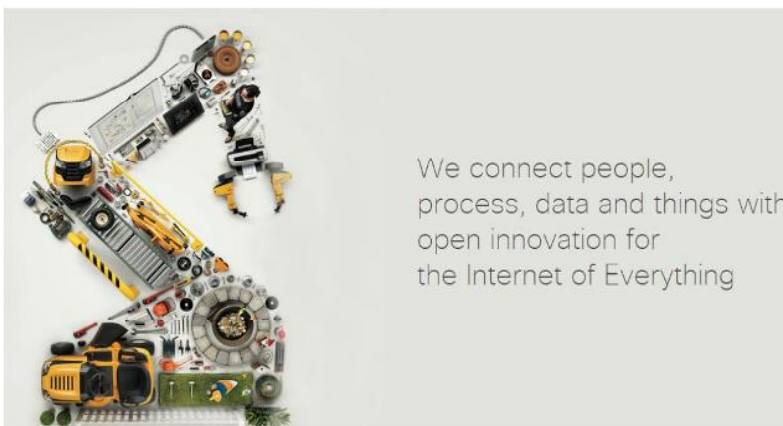 We connect people,
process, data and things with
open innovation for
the Internet of Everything